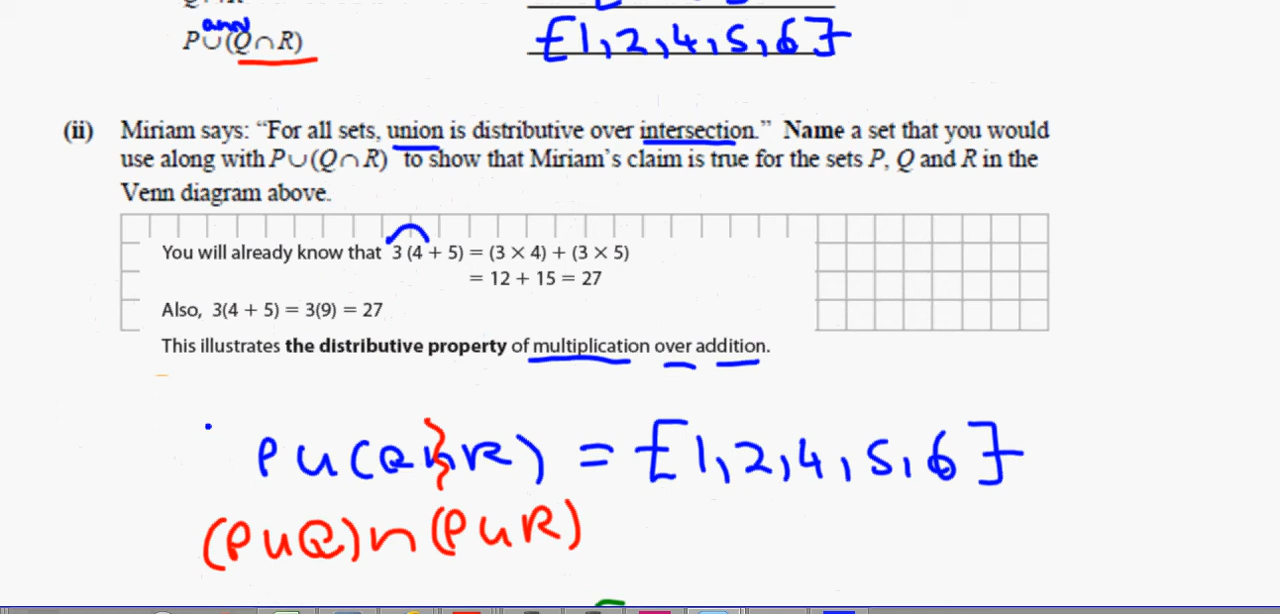 and
P∪(Q∩R) {1,2,4,5,6}
(ii) Miriam says: “For all sets, union is distributive over intersection.” Name a set that you would
use along with P∪(Q∩R) to show that Miriam’s claim is true for the sets P, Q and R in the
Venn diagram above.
You will already know that 3 (4 + 5) = (3 × 4) + (3 × 5)
= 12 + 15 = 27
Also, 3(4 + 5) = 3(9) = 27
This illustrates the distributive property of multiplication over addition.
PU(QnR) = {1,2,4,5,6}
(PUQ)n(PUR)